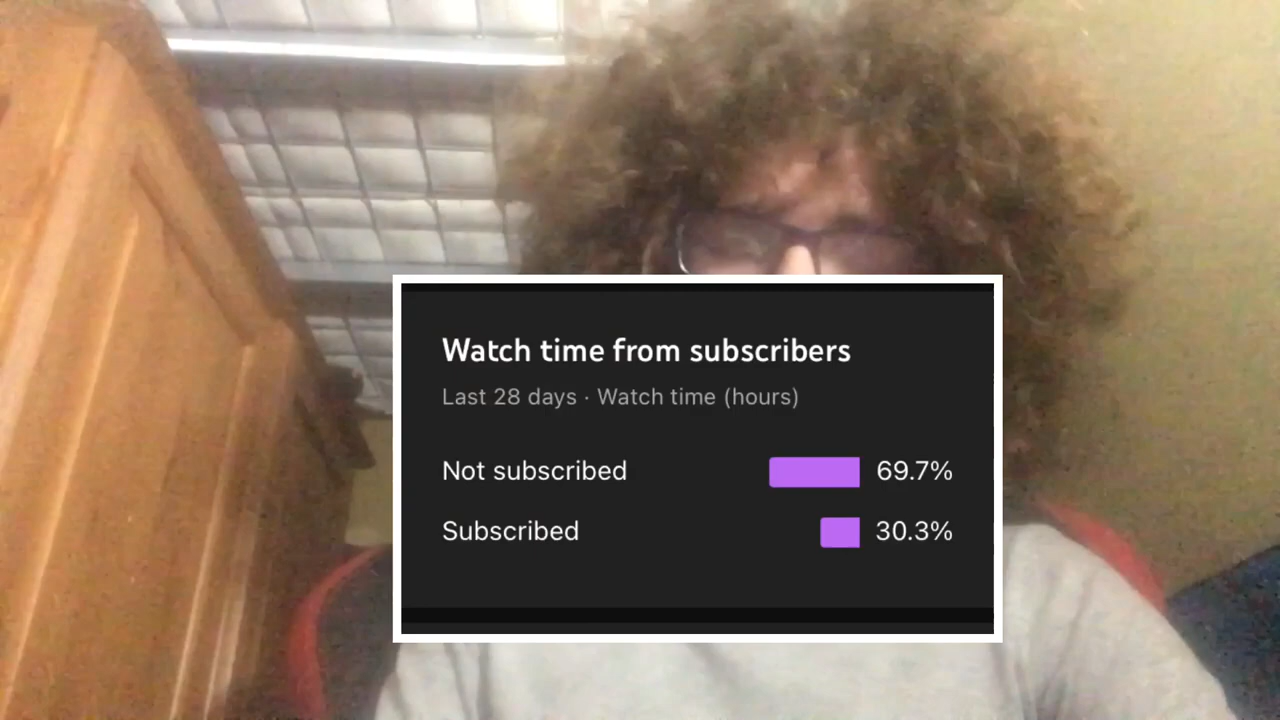 Watch time from subscribers
Last 28 days · Watch time (hours)
Not subscribed 69.7%
Subscribed 30.3%